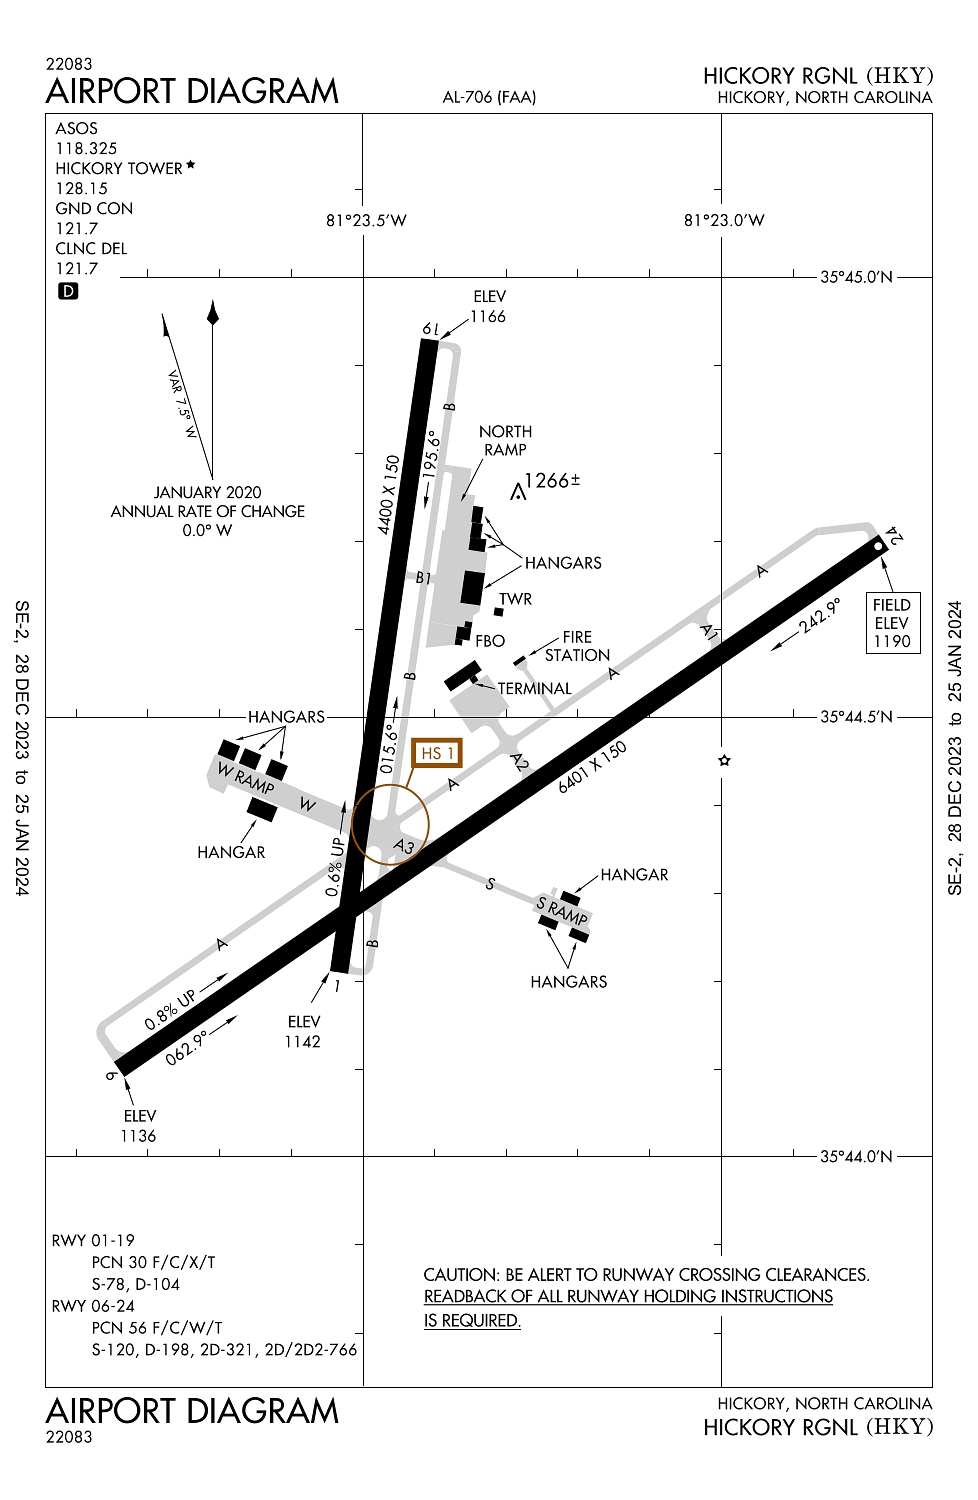 22083
AIRPORT DIAGRAM
AL-706 (FAA)
HICKORY RGNL (HKY)
HICKORY, NORTH CAROLINA
ASOS
118.325
HICKORY TOWER★
128.15
GND CON
121.7
CLNC DEL
121.7
D
81°23.5'W
81°23.0'W
35°45.0'N
VAR 7.5° W
JANUARY 2020
ANNUAL RATE OF CHANGE
0.0° W
ELEV
1166
19
B
195.6°
4400 X 150
NORTH
RAMP
1266±
HANGARS
B1
TWR
FBO
FIRE
STATION
TERMINAL
B
A
A1
A
24
242.9°
FIELD
ELEV
1190
35°44.5'N
HANGARS
W RAMP
W
HANGAR
015.6°
HS 1
A
A2
6401 X 150
0.6% UP
A3
S
HANGAR
S RAMP
HANGARS
A
B
0.8% UP
062.9°
1
ELEV
1142
6
ELEV
1136
35°44.0'N
RWY 01-19
PCN 30 F/C/X/T
S-78, D-104
RWY 06-24
PCN 56 F/C/W/T
S-120, D-198, 2D-321, 2D/2D2-766
CAUTION: BE ALERT TO RUNWAY CROSSING CLEARANCES.
READBACK OF ALL RUNWAY HOLDING INSTRUCTIONS
IS REQUIRED.
SE-2, 28 DEC 2023 to 25 JAN 2024
SE-2, 28 DEC 2023 to 25 JAN 2024
AIRPORT DIAGRAM
22083
HICKORY, NORTH CAROLINA
HICKORY RGNL (HKY)